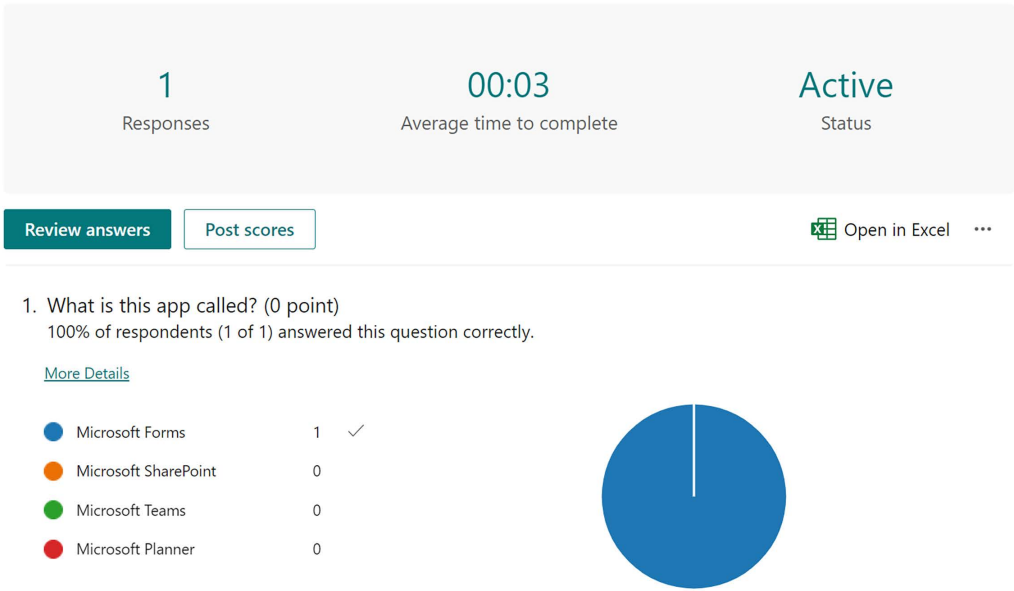 1
Responses
00:03
Average time to complete
Active
Status
Review answers
Post scores
Open in Excel
1. What is this app called? (0 point)
100% of respondents (1 of 1) answered this question correctly.
More Details
Microsoft Forms 1
Microsoft SharePoint 0
Microsoft Teams 0
Microsoft Planner 0